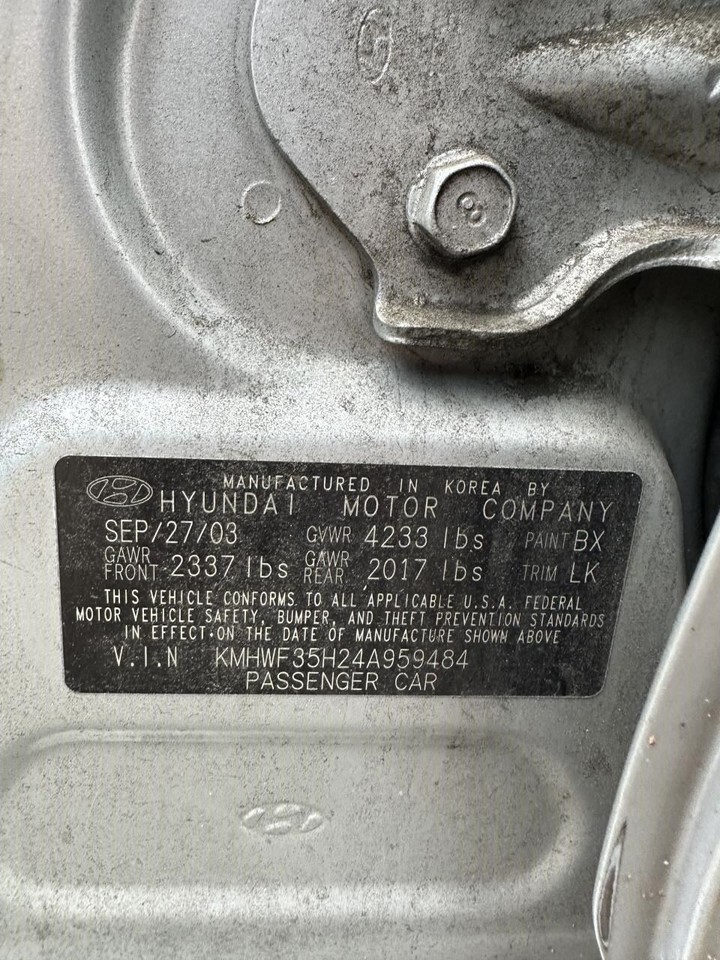 8
MANUFACTURED IN KOREA BY
HYUNDAI MOTOR COMPANY
SEP/27/03 GVWR 4233 lbs PAINT BX
GAWR FRONT 2337 lbs GAWR REAR 2017 lbs TRIM LK
THIS VEHICLE CONFORMS TO ALL APPLICABLE U.S.A. FEDERAL
MOTOR VEHICLE SAFETY, BUMPER, AND THEFT PREVENTION STANDARDS
IN EFFECT ON THE DATE OF MANUFACTURE SHOWN ABOVE
V.I.N KMHWF35H24A959484
PASSENGER CAR